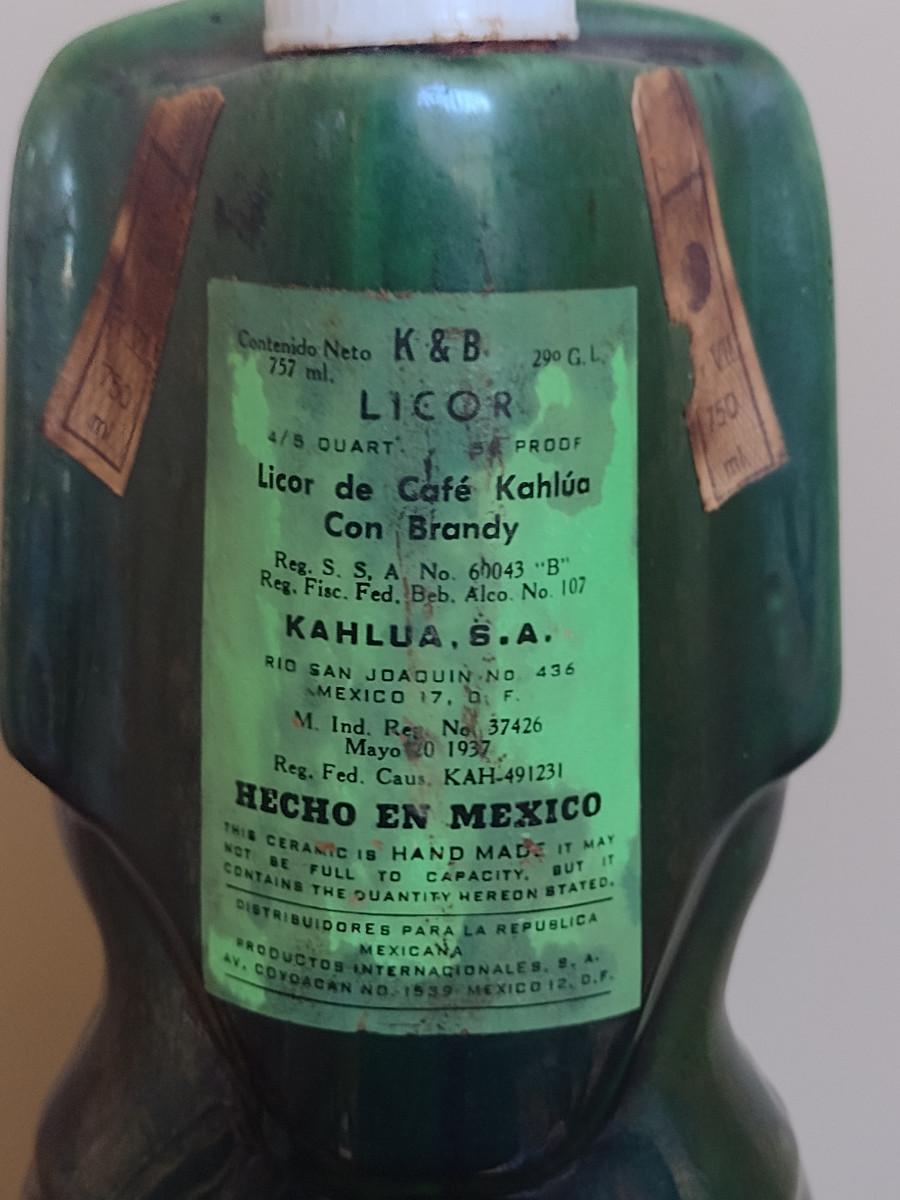 K & B
Contenido Neto
757 ml.
29º G.L.
LICOR
4/5 QUART PROOF
Licor de Café Kahlúa
Con Brandy
Reg. S. S. A No. 60043 "B"
Reg. Fisc. Fed. Beb. Alco. No. 107
KAHLUA, S.A.
RIO SAN JOAQUIN No 436
MEXICO 17, D. F.
M. Ind. Reg. No. 37426
Mayo 20 1937
Reg. Fed. Caus. KAH-491231
HECHO EN MEXICO
THIS CERAMIC IS HAND MADE IT MAY
NOT BE FULL TO CAPACITY, BUT IT
CONTAINS THE QUANTITY HEREON STATED.
DISTRIBUIDORES PARA LA REPUBLICA
MEXICANA
PRODUCTOS INTERNACIONALES, S. A.
AV. COYOACAN NO. 1539 MEXICO 12, D.F.
750
ml
750
ml